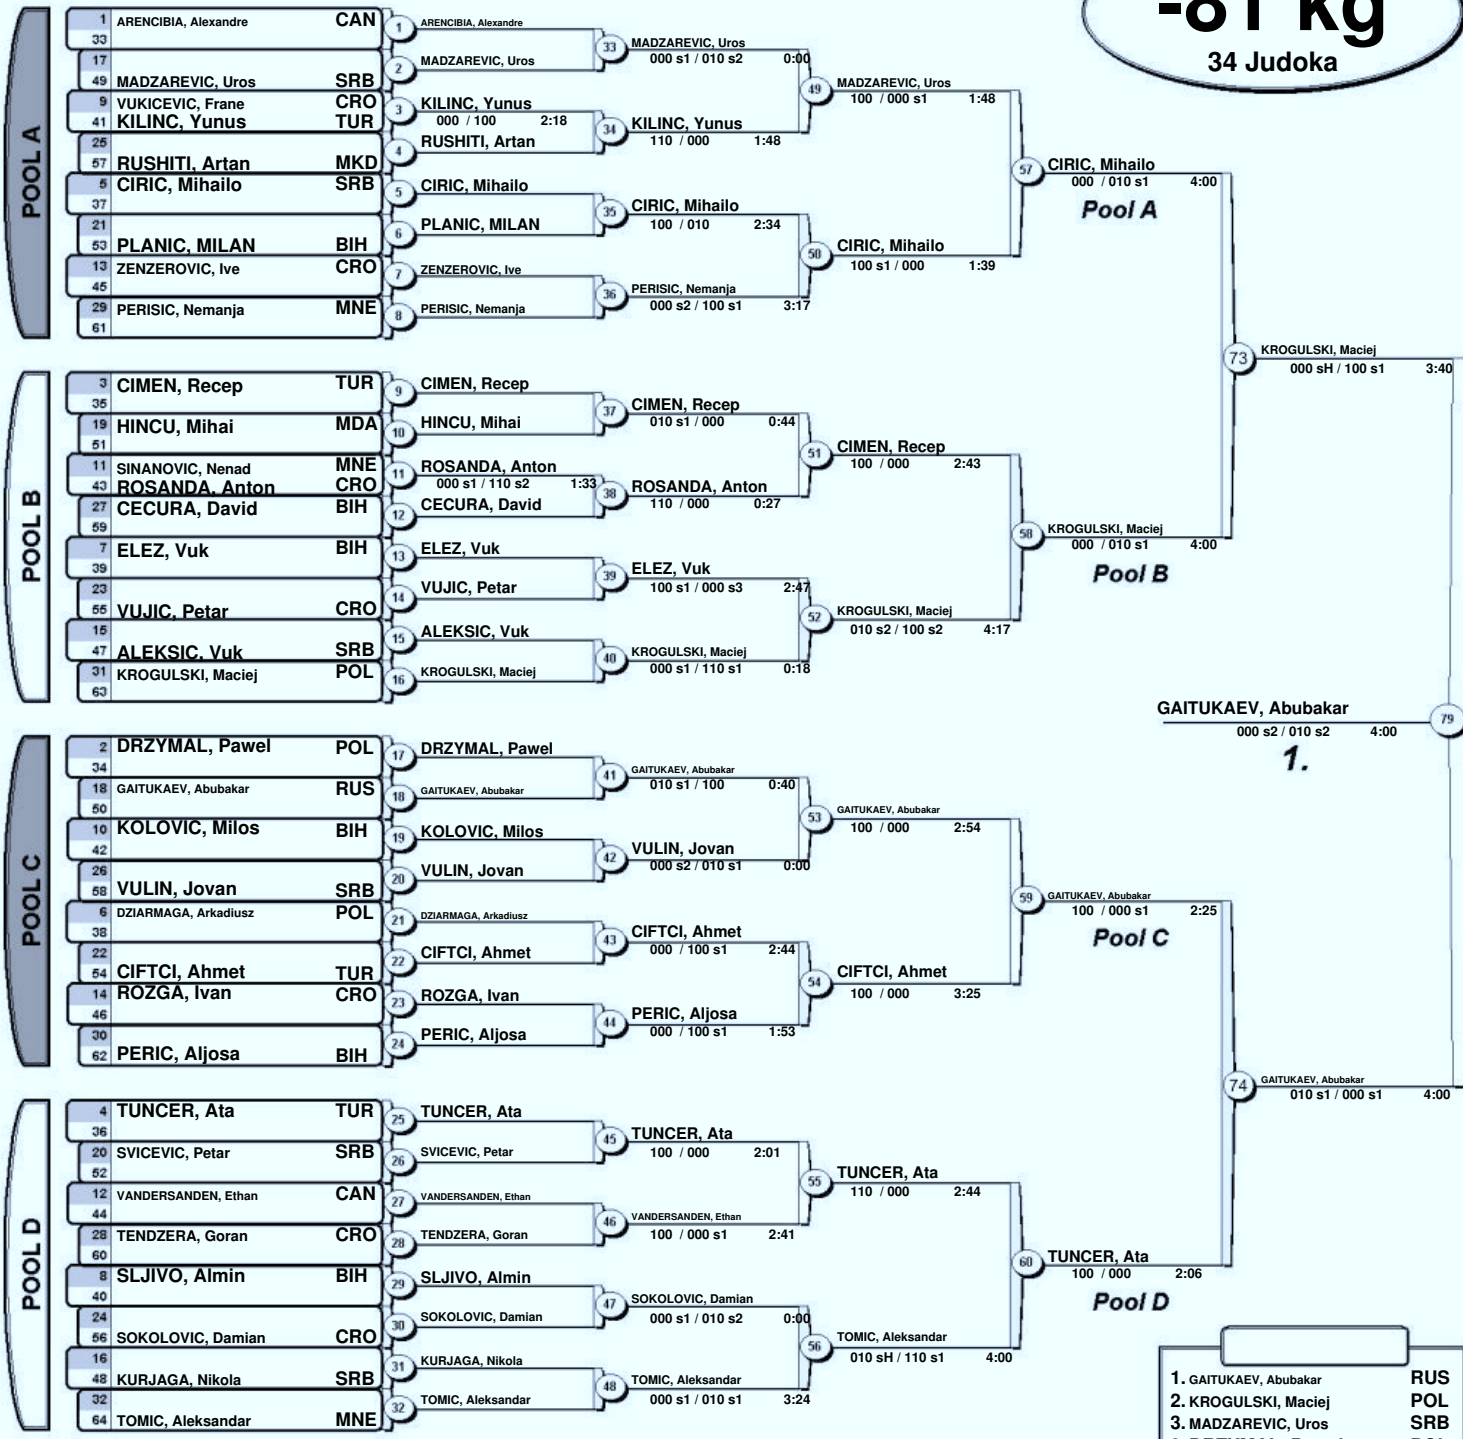 -81 kg
34 Judoka
POOL A
1 ARENCIBIA, Alexandre CAN
33
17
49 MADZAREVIC, Uros SRB
9 VUKICEVIC, Frane CRO
41 KILINC, Yunus TUR
25
57 RUSHITI, Artan MKD
5 CIRIC, Mihailo SRB
37
21
53 PLANIC, MILAN BIH
13 ZENZEROVIC, Ive CRO
45
29 PERISIC, Nemanja MNE
61
1 ARENCIBIA, Alexandre
2 MADZAREVIC, Uros
3 KILINC, Yunus
000 / 100 2:18
4 RUSHITI, Artan
5 CIRIC, Mihailo
6 PLANIC, MILAN
7 ZENZEROVIC, Ive
8 PERISIC, Nemanja
33 MADZAREVIC, Uros
000 s1 / 010 s2 0:00
34 KILINC, Yunus
110 / 000 1:48
35 CIRIC, Mihailo
100 / 010 2:34
36 PERISIC, Nemanja
000 s2 / 100 s1 3:17
49 MADZAREVIC, Uros
100 / 000 s1 1:48
50 CIRIC, Mihailo
100 s1 / 000 1:39
57 CIRIC, Mihailo
000 / 010 s1 4:00
Pool A
POOL B
3 CIMEN, Recep TUR
35
19 HINCU, Mihai MDA
51
11 SINANOVIC, Nenad MNE
43 ROSANDA, Anton CRO
27 CECURA, David BIH
59
7 ELEZ, Vuk BIH
39
23
55 VUJIC, Petar CRO
15
47 ALEKSIC, Vuk SRB
31 KROGULSKI, Maciej POL
63
9 CIMEN, Recep
10 HINCU, Mihai
11 ROSANDA, Anton
000 s1 / 110 s2 1:33
12 CECURA, David
13 ELEZ, Vuk
14 VUJIC, Petar
15 ALEKSIC, Vuk
16 KROGULSKI, Maciej
37 CIMEN, Recep
010 s1 / 000 0:44
38 ROSANDA, Anton
110 / 000 0:27
39 ELEZ, Vuk
100 s1 / 000 s3 2:47
40 KROGULSKI, Maciej
000 s1 / 110 s1 0:18
51 CIMEN, Recep
100 / 000 2:43
52 KROGULSKI, Maciej
010 s2 / 100 s2 4:17
58 KROGULSKI, Maciej
000 / 010 s1 4:00
Pool B
73 KROGULSKI, Maciej
000 sH / 100 s1 3:40
GAITUKAEV, Abubakar 79
000 s2 / 010 s2 4:00
1.
POOL C
2 DRZYMAL, Pawel POL
34
18 GAITUKAEV, Abubakar RUS
50
10 KOLOVIC, Milos BIH
42
26
58 VULIN, Jovan SRB
6 DZIARMAGA, Arkadiusz POL
38
22
54 CIFTCI, Ahmet TUR
14 ROZGA, Ivan CRO
46
30
62 PERIC, Aljosa BIH
17 DRZYMAL, Pawel
18 GAITUKAEV, Abubakar
19 KOLOVIC, Milos
20 VULIN, Jovan
21 DZIARMAGA, Arkadiusz
22 CIFTCI, Ahmet
23 ROZGA, Ivan
24 PERIC, Aljosa
41 GAITUKAEV, Abubakar
010 s1 / 100 0:40
42 VULIN, Jovan
000 s2 / 010 s1 0:00
43 CIFTCI, Ahmet
000 / 100 s1 2:44
44 PERIC, Aljosa
000 / 100 s1 1:53
53 GAITUKAEV, Abubakar
100 / 000 2:54
54 CIFTCI, Ahmet
100 / 000 3:25
59 GAITUKAEV, Abubakar
100 / 000 s1 2:25
Pool C
74 GAITUKAEV, Abubakar
010 s1 / 000 s1 4:00
POOL D
4 TUNCER, Ata TUR
36
20 SVICEVIC, Petar SRB
52
12 VANDERSANDEN, Ethan CAN
44
28 TENDZERA, Goran CRO
60
8 SLJIVO, Almin BIH
40
24
56 SOKOLOVIC, Damian CRO
16
48 KURJAGA, Nikola SRB
32
64 TOMIC, Aleksandar MNE
25 TUNCER, Ata
26 SVICEVIC, Petar
27 VANDERSANDEN, Ethan
28 TENDZERA, Goran
29 SLJIVO, Almin
30 SOKOLOVIC, Damian
31 KURJAGA, Nikola
32 TOMIC, Aleksandar
45 TUNCER, Ata
100 / 000 2:01
46 VANDERSANDEN, Ethan
100 / 000 s1 2:41
47 SOKOLOVIC, Damian
000 s1 / 010 s2 0:00
48 TOMIC, Aleksandar
000 s1 / 010 s1 3:24
55 TUNCER, Ata
110 / 000 2:44
56 TOMIC, Aleksandar
010 sH / 110 s1 4:00
60 TUNCER, Ata
100 / 000 2:06
Pool D
1. GAITUKAEV, Abubakar RUS
2. KROGULSKI, Maciej POL
3. MADZAREVIC, Uros SRB